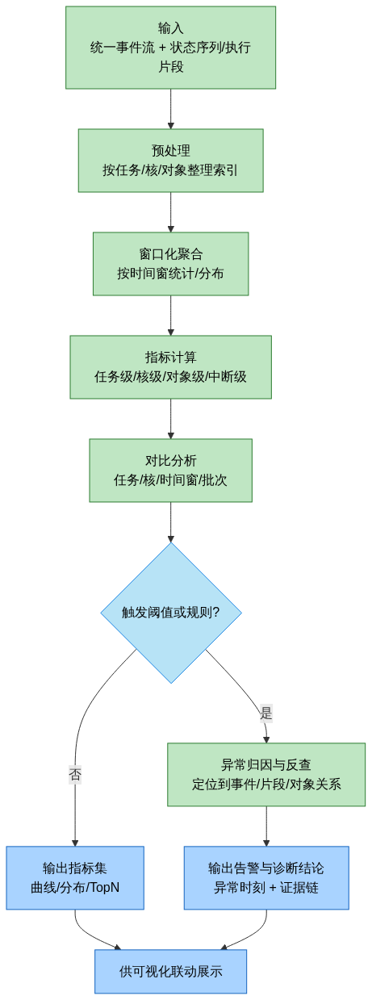 输入
统一事件流 + 状态序列/执行
片段
预处理
按任务/核/对象整理索引
窗口化聚合
按时间窗统计/分布
指标计算
任务级/核级/对象级/中断级
对比分析
任务/核/时间窗/批次
触发阈值或规则?
是
否
异常归因与反查
定位到事件/片段/对象关系
输出指标集
曲线/分布/TopN
输出告警与诊断结论
异常时刻 + 证据链
供可视化联动展示